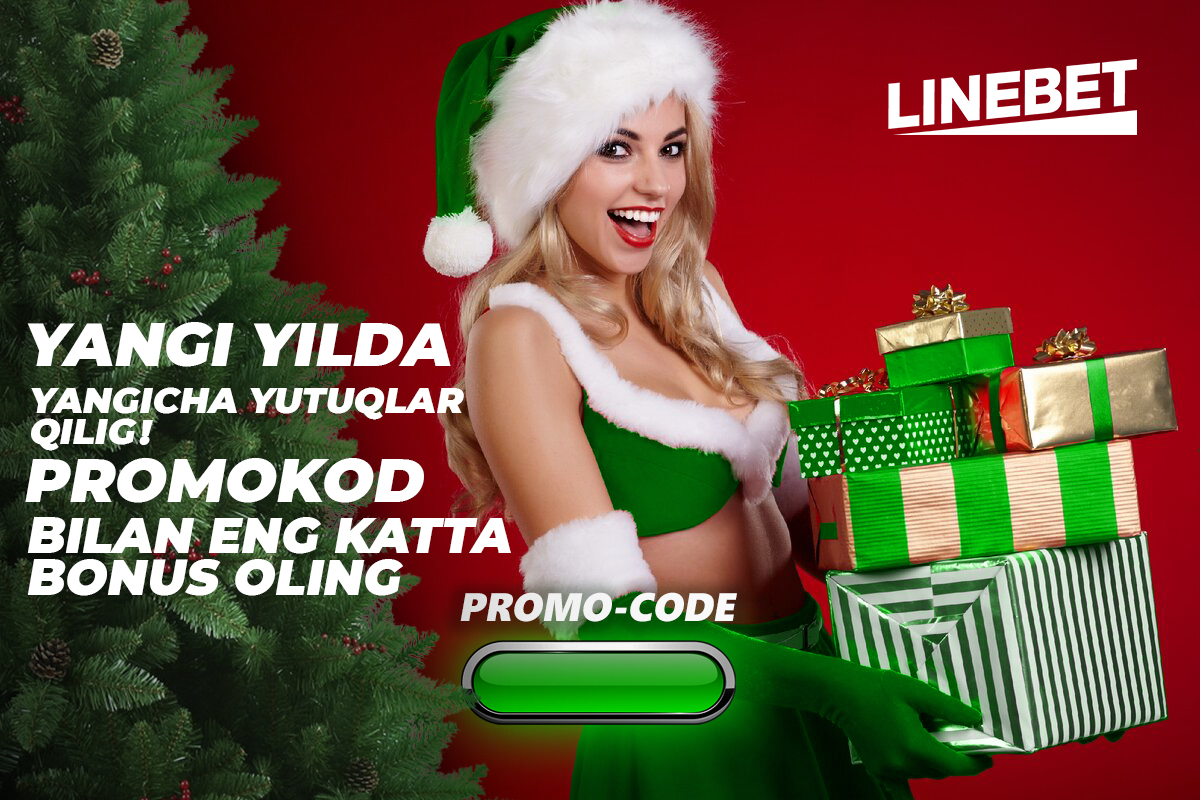 LINEBET
YANGI YILDA
YANGICHA YUTUQLAR
QILIG!
PROMOKOD
BILAN ENG KATTA
BONUS OLING
PROMO-CODE